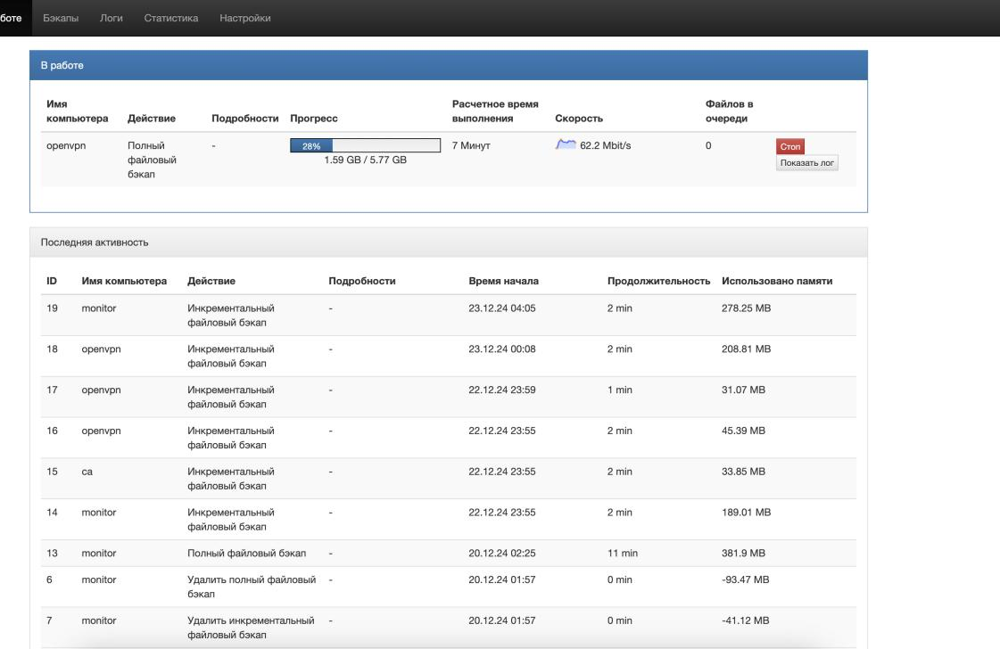 боте Бэкапы Логи Статистика Настройки
В работе
Имя компьютера Действие Подробности Прогресс Расчетное время выполнения Скорость Файлов в очереди
openvpn Полный файловый бэкап - 28% 1.59 GB / 5.77 GB 7 Минут 62.2 Mbit/s 0 Стоп
Показать лог
Последняя активность
ID Имя компьютера Действие Подробности Время начала Продолжительность Использовано памяти
19 monitor Инкрементальный файловый бэкап - 23.12.24 04:05 2 min 278.25 MB
18 openvpn Инкрементальный файловый бэкап - 23.12.24 00:08 2 min 208.81 MB
17 openvpn Инкрементальный файловый бэкап - 22.12.24 23:59 1 min 31.07 MB
16 openvpn Инкрементальный файловый бэкап - 22.12.24 23:55 2 min 45.39 MB
15 ca Инкрементальный файловый бэкап - 22.12.24 23:55 2 min 33.85 MB
14 monitor Инкрементальный файловый бэкап - 22.12.24 23:55 2 min 189.01 MB
13 monitor Полный файловый бэкап - 20.12.24 02:25 11 min 381.9 MB
6 monitor Удалить полный файловый бэкап - 20.12.24 01:57 0 min -93.47 MB
7 monitor Удалить инкрементальный файловый бэкап - 20.12.24 01:57 0 min -41.12 MB